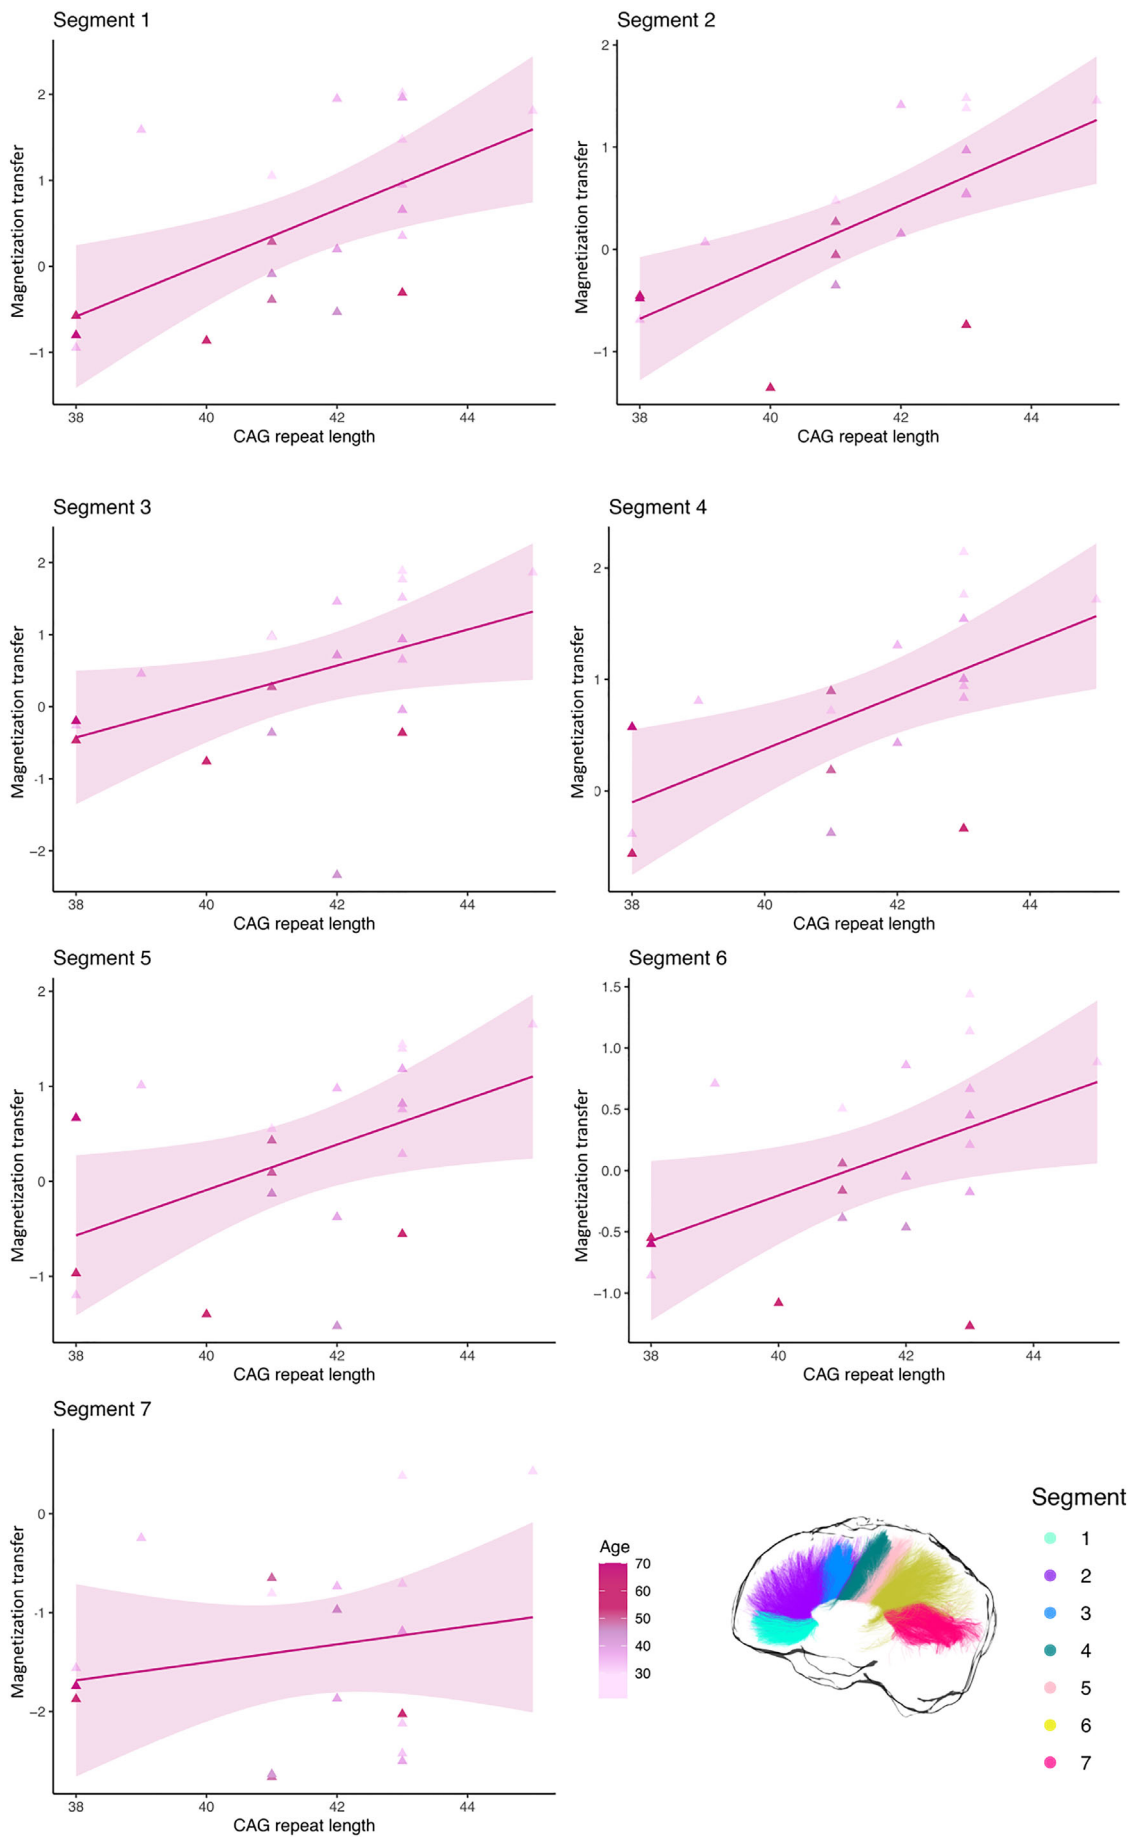 Segment 1
Magnetization transfer
2
1
0
−1
38 40 42 44
CAG repeat length
Segment 2
Magnetization transfer
2
1
0
−1
38 40 42 44
CAG repeat length
Segment 3
Magnetization transfer
2
1
0
-1
−2
38 40 42 44
CAG repeat length
Segment 4
Magnetization transfer
2
1
0
38 40 42 44
CAG repeat length
Segment 5
Magnetization transfer
2
1
0
−1
38 40 42 44
CAG repeat length
Segment 6
Magnetization transfer
1.5
1.0
0.5
0.0
-0.5
−1.0
38 40 42 44
CAG repeat length
Segment 7
Magnetization transfer
0
−1
−2
38 40 42 44
CAG repeat length
Age
70
60
50
40
30
Segment
1
2
3
4
5
6
7